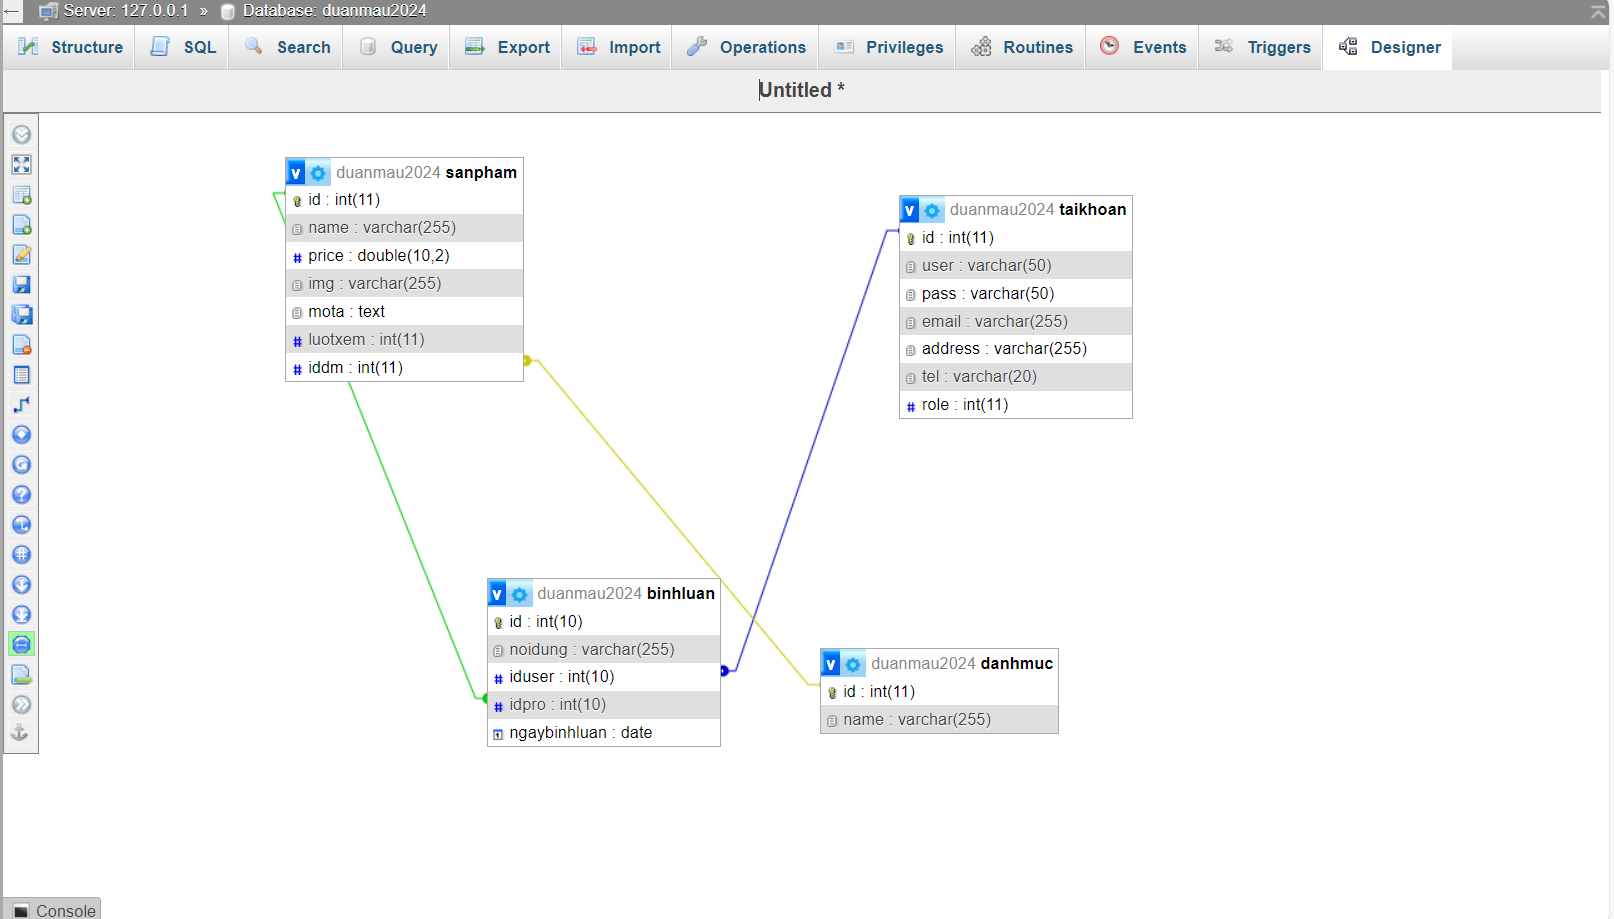 Server: 127.0.0.1 » Database: duanmau2024
Structure SQL Search Query Export Import Operations Privileges Routines Events Triggers Designer
Untitled *
v duanmau2024 sanpham
id : int(11)
name : varchar(255)
# price : double(10,2)
img : varchar(255)
mota : text
# luotxem : int(11)
# iddm : int(11)
v duanmau2024 taikhoan
id : int(11)
user : varchar(50)
pass : varchar(50)
email : varchar(255)
address : varchar(255)
tel : varchar(20)
# role : int(11)
v duanmau2024 binhluan
id : int(10)
noidung : varchar(255)
# iduser : int(10)
# idpro : int(10)
ngaybinhluan : date
v duanmau2024 danhmuc
id : int(11)
name : varchar(255)
Console